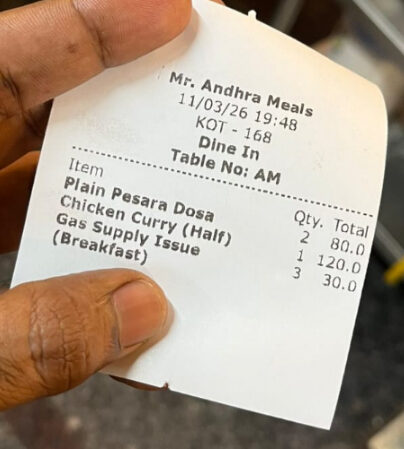 Mr. Andhra Meals
11/03/26 19:48
KOT - 168
Dine In
Table No: AM
Item Qty. Total
Plain Pesara Dosa 2 80.0
Chicken Curry (Half) 1 120.0
Gas Supply Issue 3 30.0
(Breakfast)